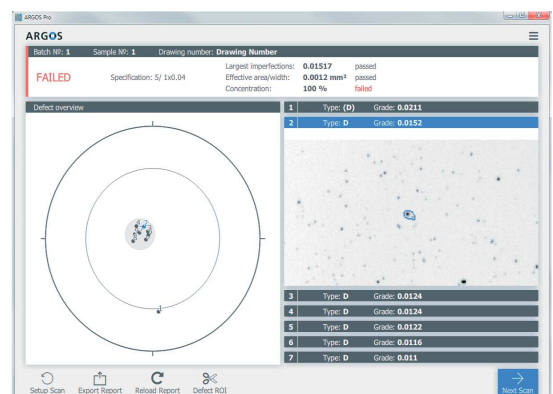 ARGOS Pro
ARGOS
Batch Nº: 1 Sample Nº: 1 Drawing number: Drawing Number
FAILED
Specification: 5/ 1x0.04
Largest imperfections: 0.01517 passed
Effective area/width: 0.0012 mm² passed
Concentration: 100 % failed
Defect overview
1 Type: (D) Grade: 0.0211
2 Type: D Grade: 0.0152
3 Type: D Grade: 0.0124
4 Type: D Grade: 0.0124
5 Type: D Grade: 0.0122
6 Type: D Grade: 0.0116
7 Type: D Grade: 0.011
1
Setup Scan
Export Report
Reload Report
Defect ROI
Next Scan